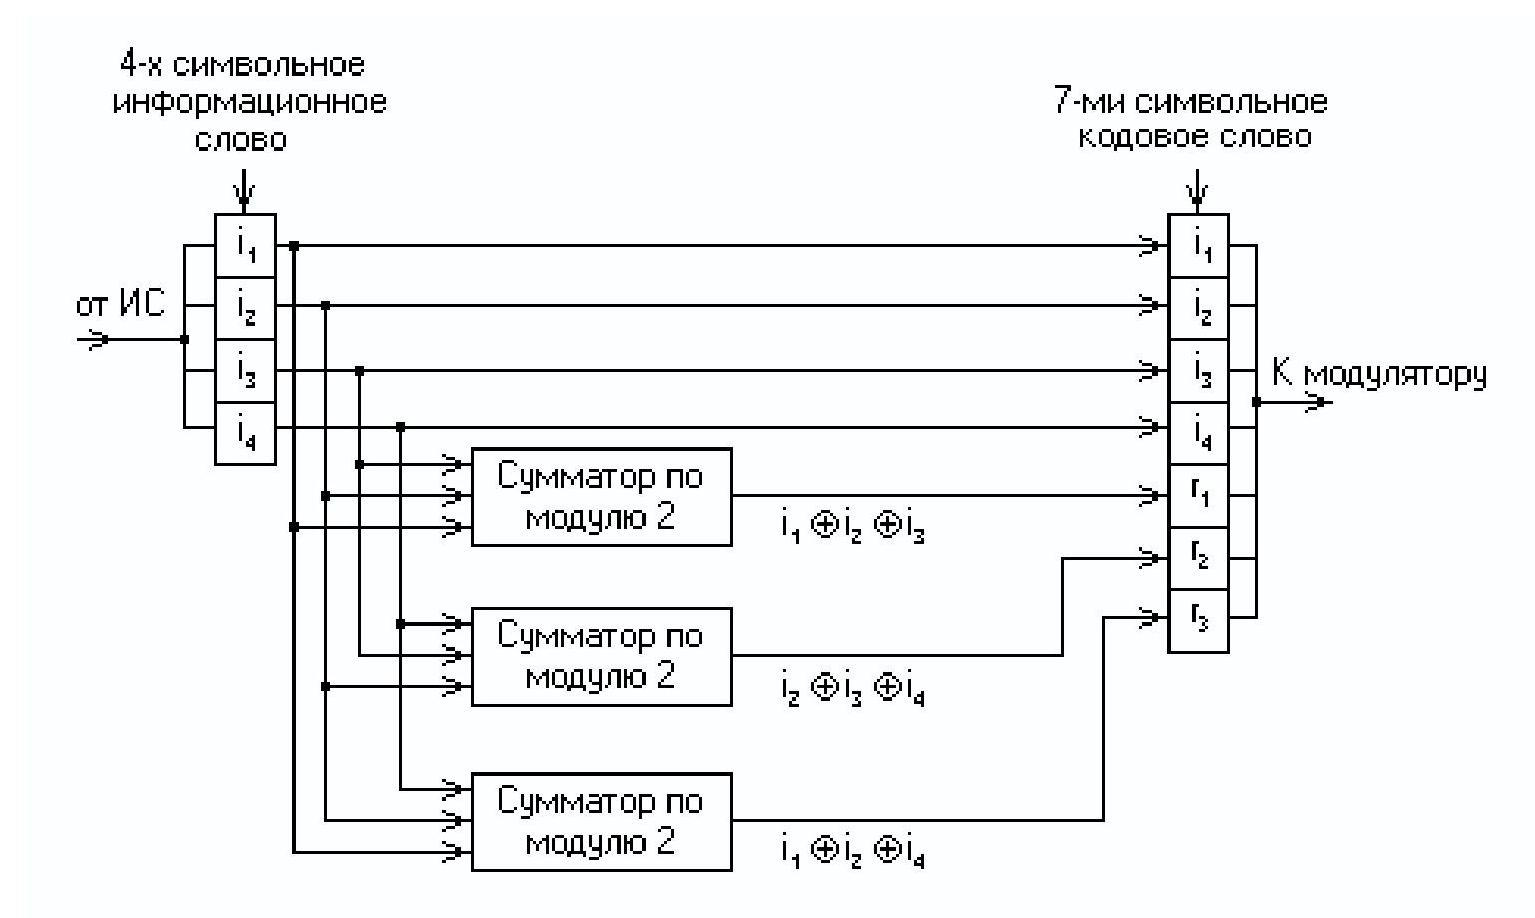 4-х символьное
информационное
слово
7-ми символьное
кодовое слово
от ИС
i₁
i₂
i₃
i₄
i₁
i₂
i₃
i₄
r₁
r₂
r₃
К модулятору
Сумматор по
модулю 2
i₁ ⊕ i₂ ⊕ i₃
Сумматор по
модулю 2
i₂ ⊕ i₃ ⊕ i₄
Сумматор по
модулю 2
i₁ ⊕ i₂ ⊕ i₄